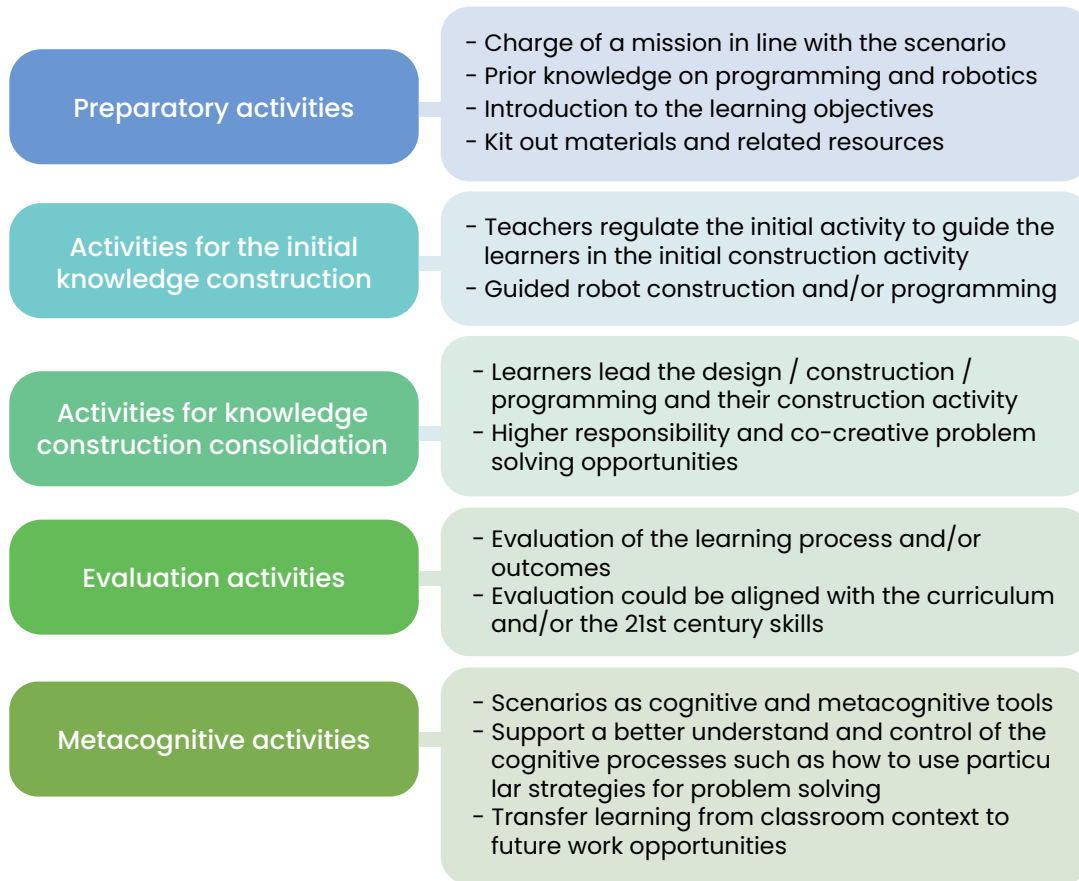 Preparatory activities
- Charge of a mission in line with the scenario
- Prior knowledge on programming and robotics
- Introduction to the learning objectives
- Kit out materials and related resources
Activities for the initial
knowledge construction
- Teachers regulate the initial activity to guide the
learners in the initial construction activity
- Guided robot construction and/or programming
Activities for knowledge
construction consolidation
- Learners lead the design / construction /
programming and their construction activity
- Higher responsibility and co-creative problem
solving opportunities
Evaluation activities
- Evaluation of the learning process and/or
outcomes
- Evaluation could be aligned with the curriculum
and/or the 21st century skills
Metacognitive activities
- Scenarios as cognitive and metacognitive tools
- Support a better understand and control of the
cognitive processes such as how to use particu
lar strategies for problem solving
- Transfer learning from classroom context to
future work opportunities